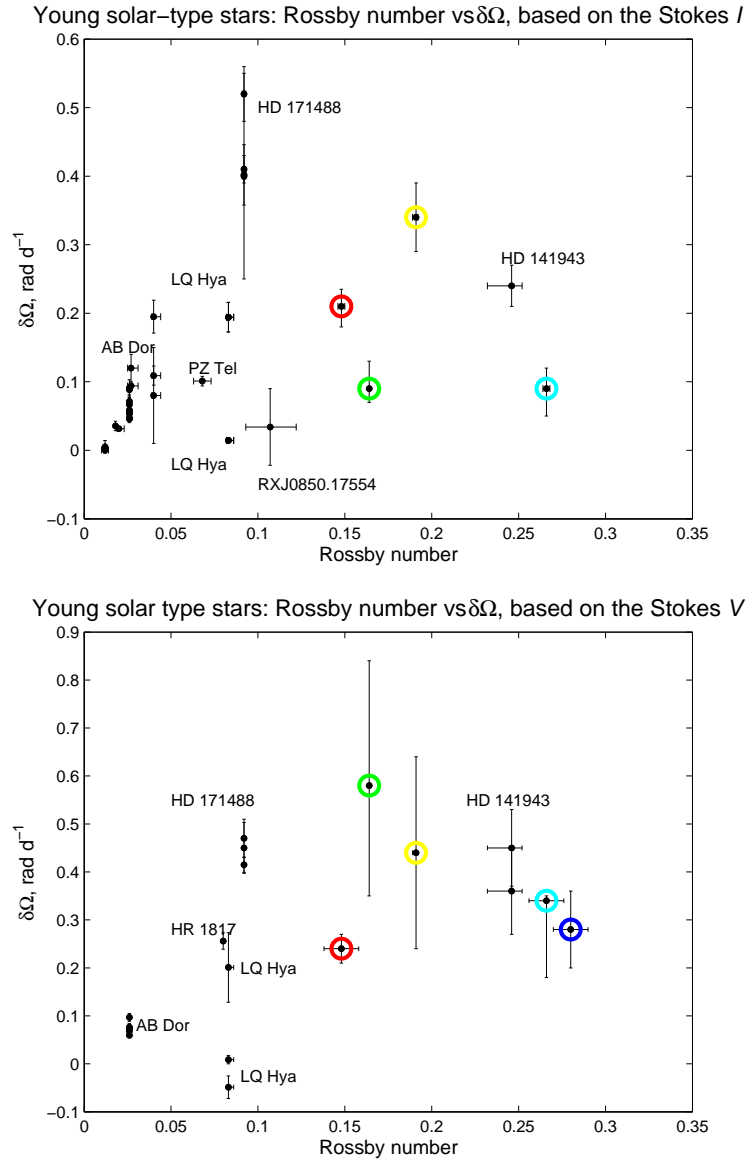 Young solar−type stars: Rossby number vsδΩ, based on the Stokes I
0.6
0.5
0.4
0.3
0.2
0.1
0
−0.1
δΩ, rad d−1
HD 171488
HD 141943
LQ Hya
AB Dor
PZ Tel
LQ Hya
RXJ0850.17554
0 0.05 0.1 0.15 0.2 0.25 0.3 0.35
Rossby number
Young solar type stars: Rossby number vsδΩ, based on the Stokes V
0.9
0.8
0.7
0.6
0.5
0.4
0.3
0.2
0.1
0
−0.1
δΩ, rad d−1
HD 171488
HD 141943
HR 1817
LQ Hya
AB Dor
LQ Hya
0 0.05 0.1 0.15 0.2 0.25 0.3 0.35
Rossby number